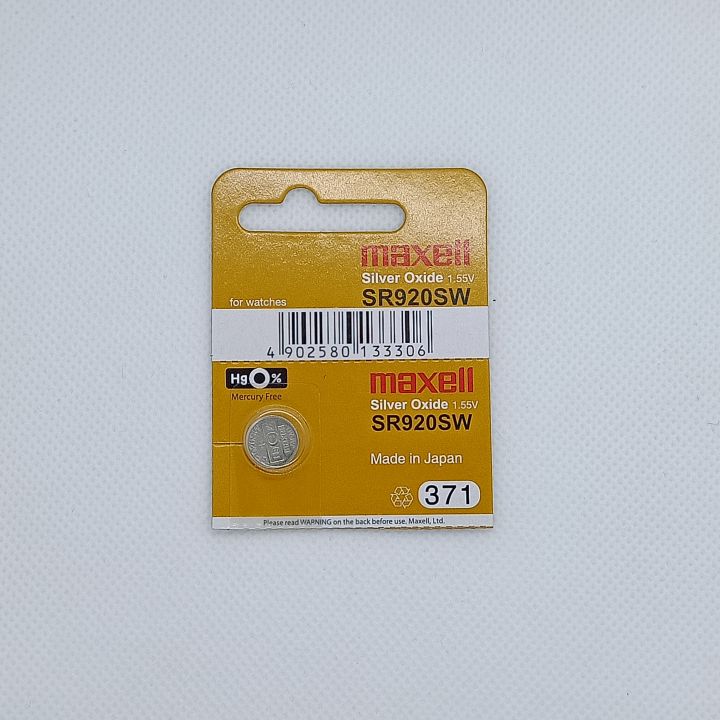 maxell
Silver Oxide 1.55V
for watches SR920SW
4 902580 133306
Hg0% maxell
Mercury Free Silver Oxide 1.55V
SR920SW
Made in Japan
371
Please read WARNING on the back before use. Maxell, Ltd.